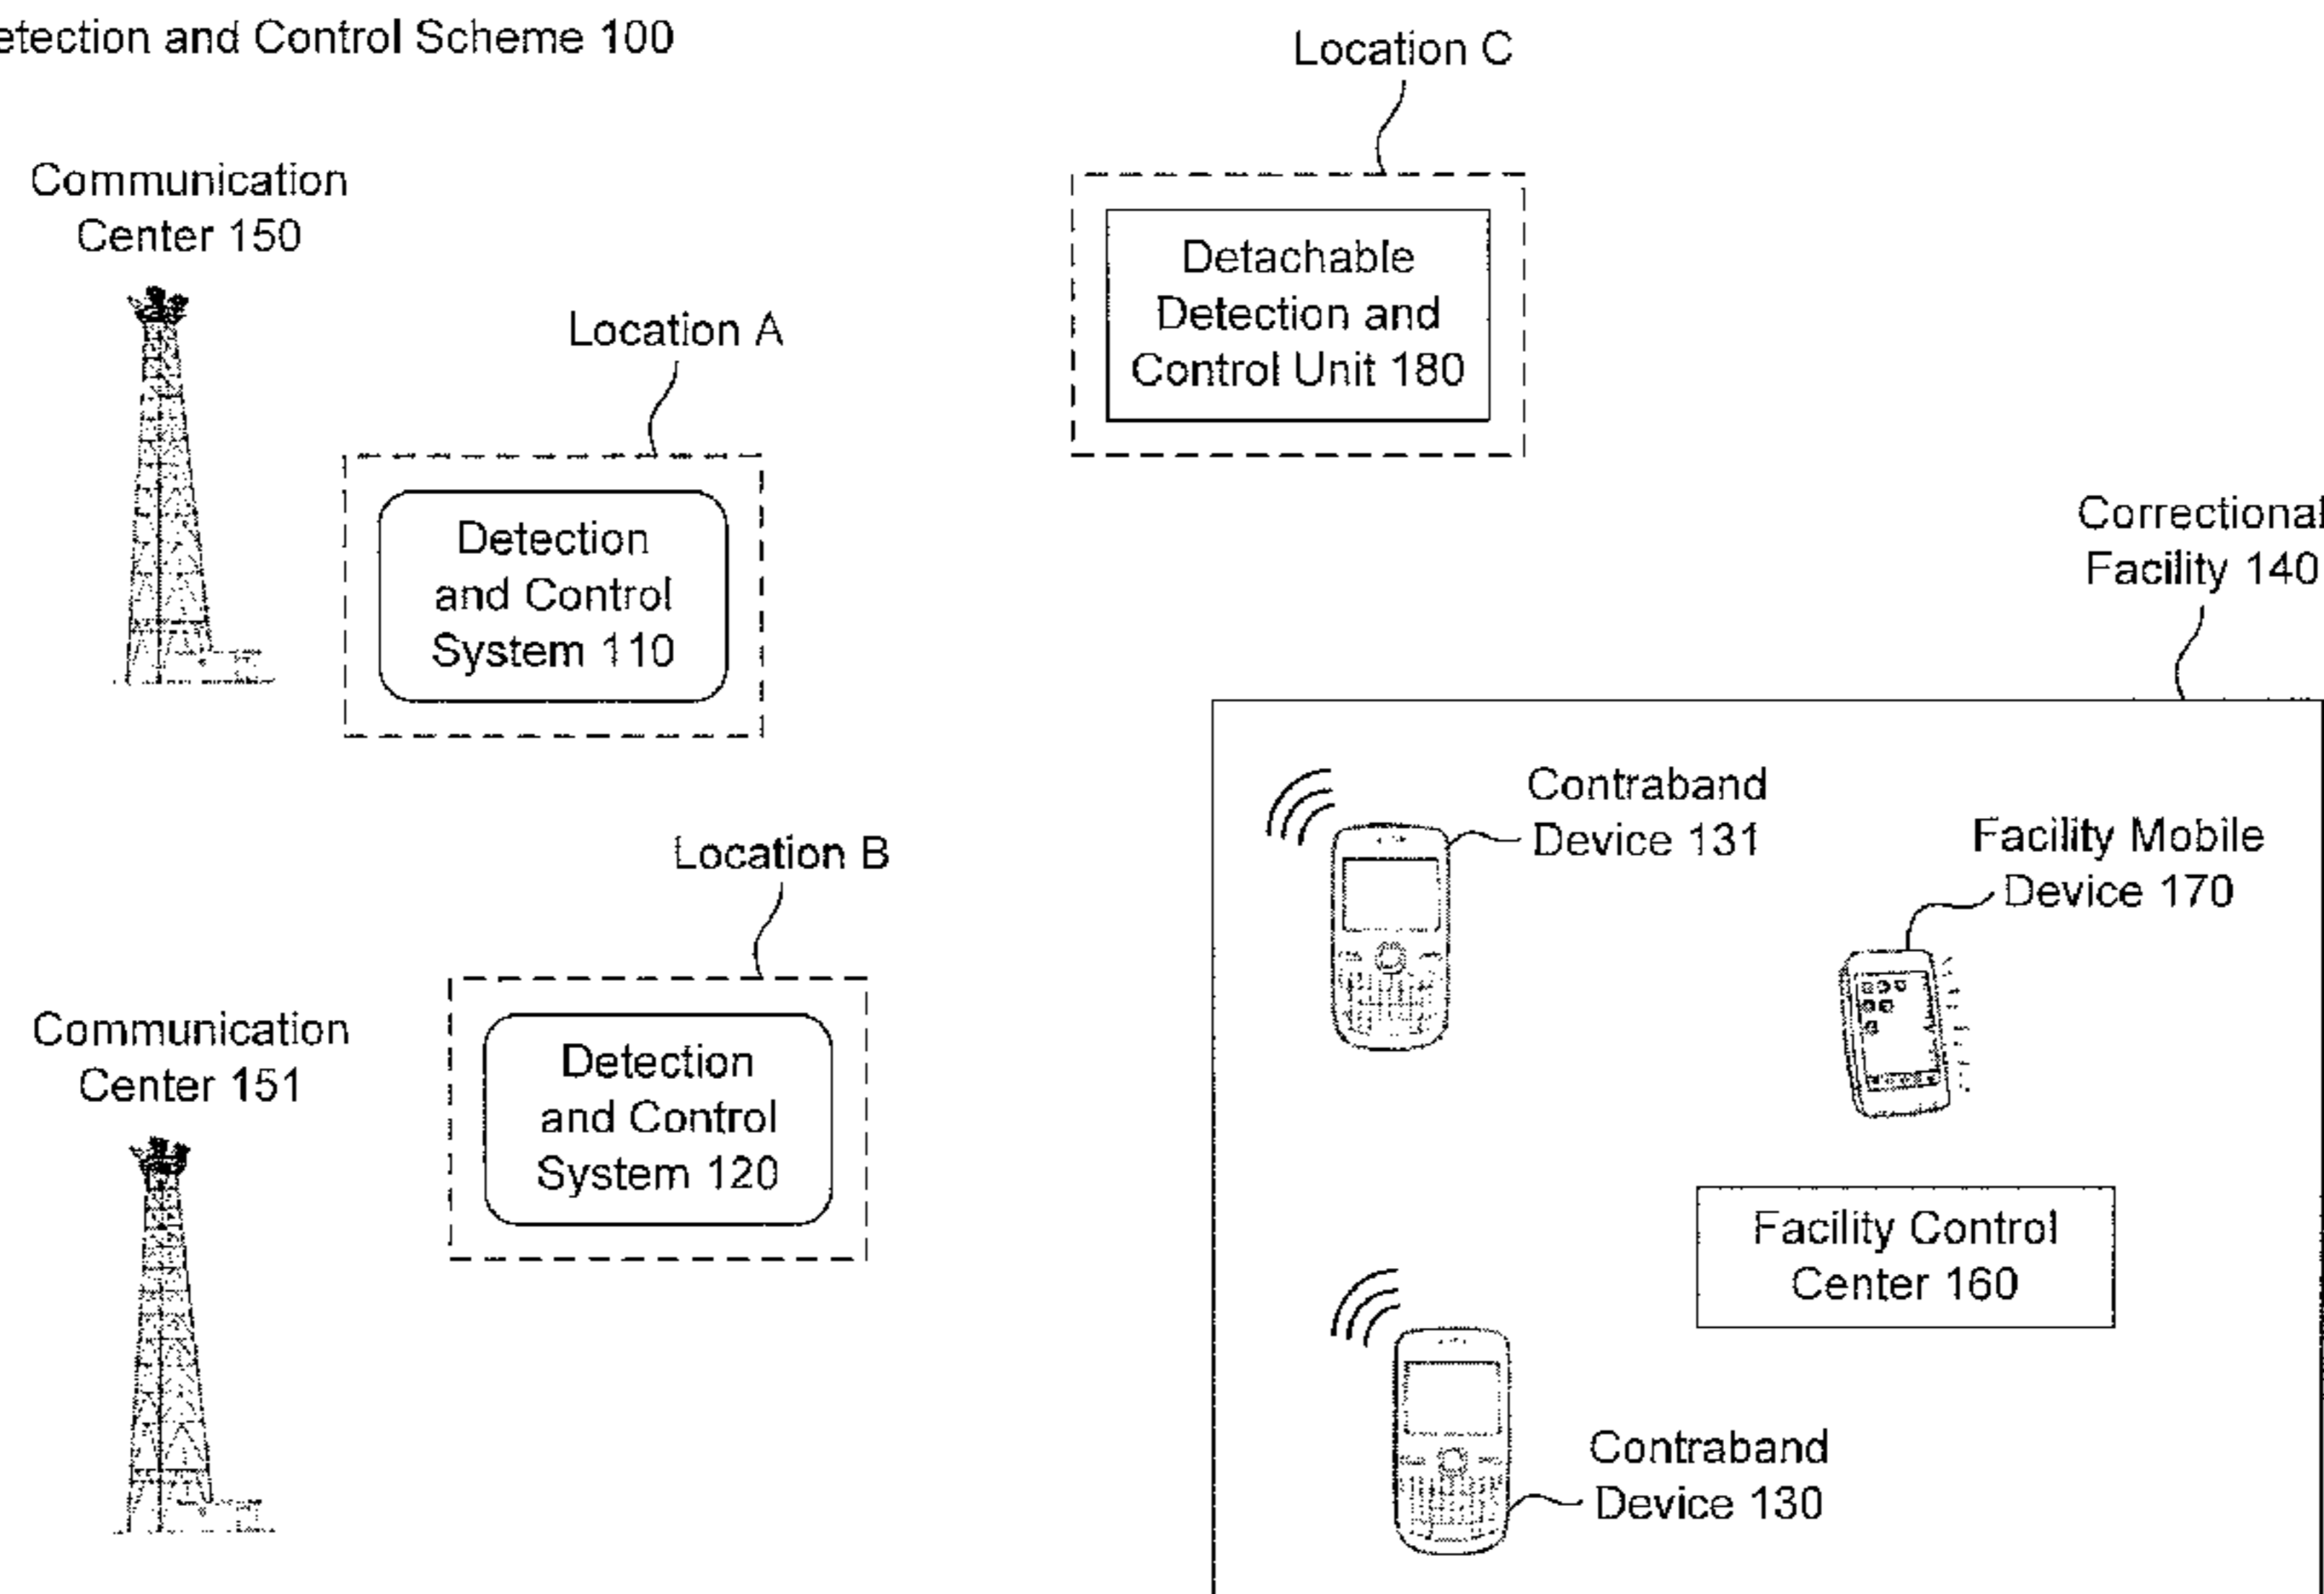 etection and Control Scheme 100
Location C
Communication
Center 150
Detachable
Detection and
Control Unit 180
Location A
Detection
and Control
System 110
Correctional
Facility 140
Contraband
Device 131
Facility Mobile
Device 170
Location B
Communication
Center 151
Detection
and Control
System 120
Facility Control
Center 160
Contraband
Device 130